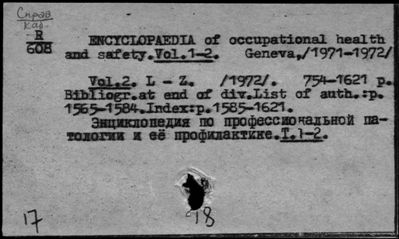 Справ.
Каб.
R
608
ENCYCLOPAEDIA of occupational health
and safety.Vol.1-2. Geneva,/1971-1972/
Vol.2. L - Z. /1972/. 754-1621 p.
Bibliogr.at end of div.List of auth.:p.
1565-1584.Index:p.1585-1621.
Энциклопедия по профессиональной па-
тологии и её профилактике.Т.1-2.
17 18